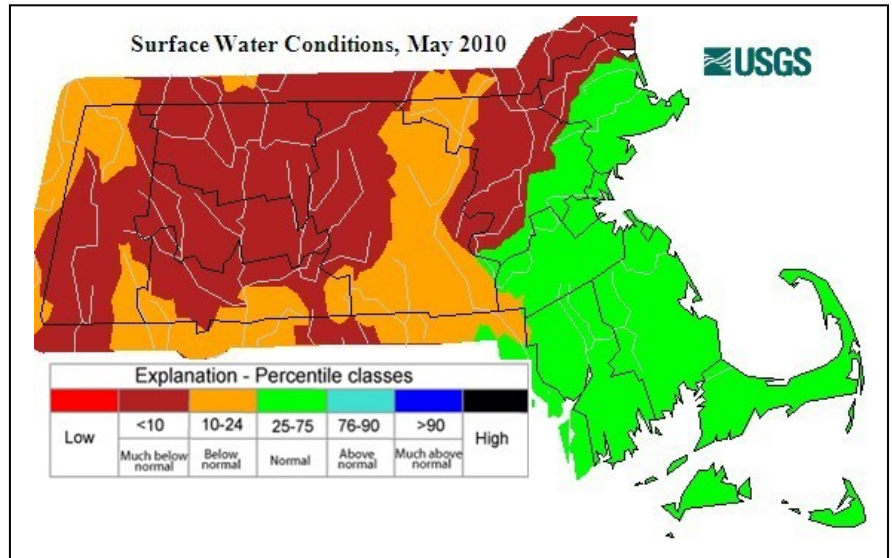 Surface Water Conditions, May 2010
USGS
Explanation - Percentile classes
Low
<10
10-24
25-75
76-90
>90
High
Much below
normal
Below
normal
Normal
Above
normal
Much above
normal